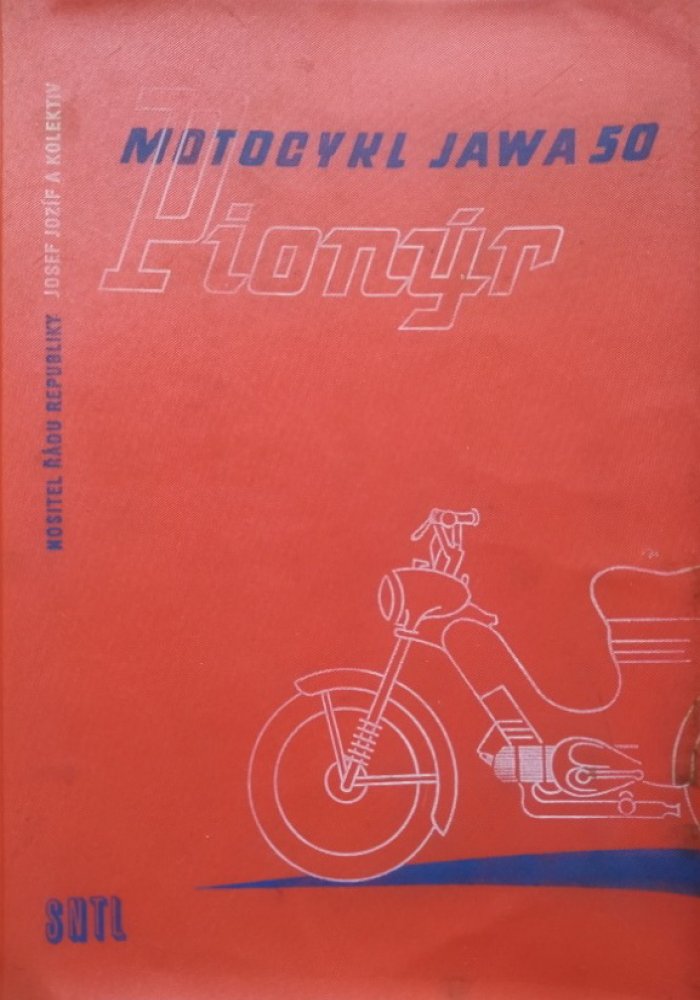 MOTOCYKL JAWA 50
Pionýr
NOSITEL ŘÁDU REPUBLIKY JOSEF JOZÍF A KOLEKTIV
SNTL